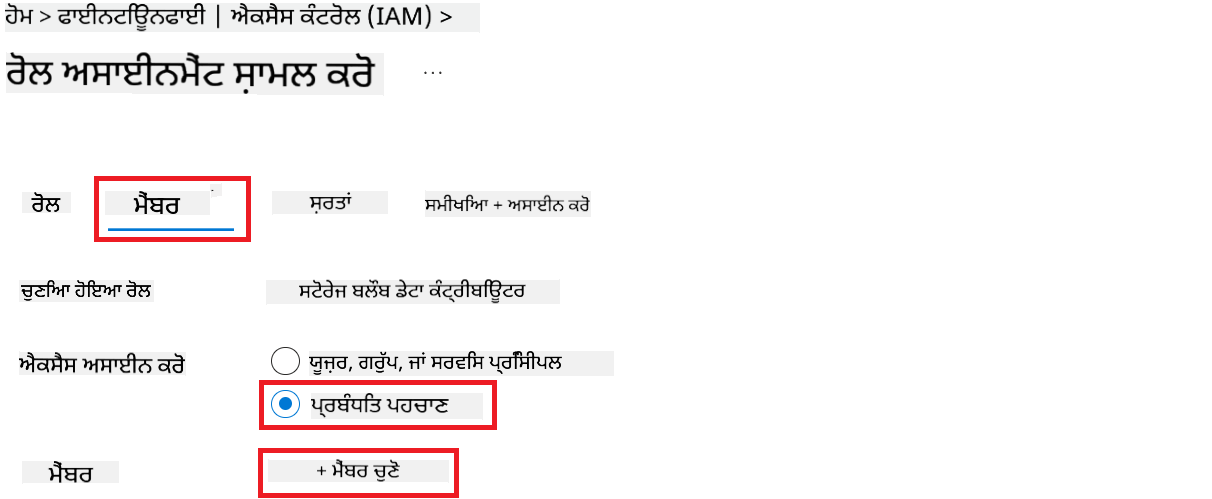 ਹੋਮ > ਫਾਈਨਟਊਿਨਫਾਈ | ਐਕਸੈਸ ਕੰਟਰੋਲ (IAM) >
ਰੋਲ ਅਸਾਈਨਮੈਂਟ ਸ਼ਾਮਲ ਕਰੋ ...
ਰੋਲ ਮੈਂਬਰ ਸ਼ਰਤਾਂ ਸਮੀਖਿਆ + ਅਸਾਈਨ ਕਰੋ
ਚੁਣਿਆ ਹੋਇਆ ਰੋਲ ਸਟੋਰੇਜ ਬਲੌਬ ਡੇਟਾ ਕੰਟ੍ਰੀਬਿਊਟਰ
ਐਕਸੈਸ ਅਸਾਈਨ ਕਰੋ ਯੂਜ਼ਰ, ਗਰੁੱਪ, ਜਾਂ ਸਰਵਿਸ ਪ੍ਰਿੰਸੀਪਲ
ਪ੍ਰਬੰਧਿਤ ਪਹਚਾਣ
ਮੈਂਬਰ + ਮੈਂਬਰ ਚੁਣੋ